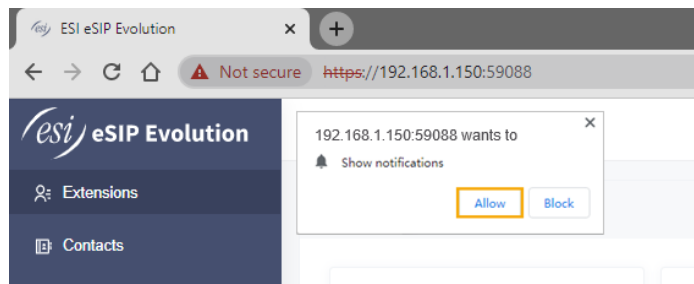 ESI eSIP Evolution
Not secure https://192.168.1.150:59088
esi eSIP Evolution
192.168.1.150:59088 wants to
Show notifications
Allow Block
Extensions
Contacts